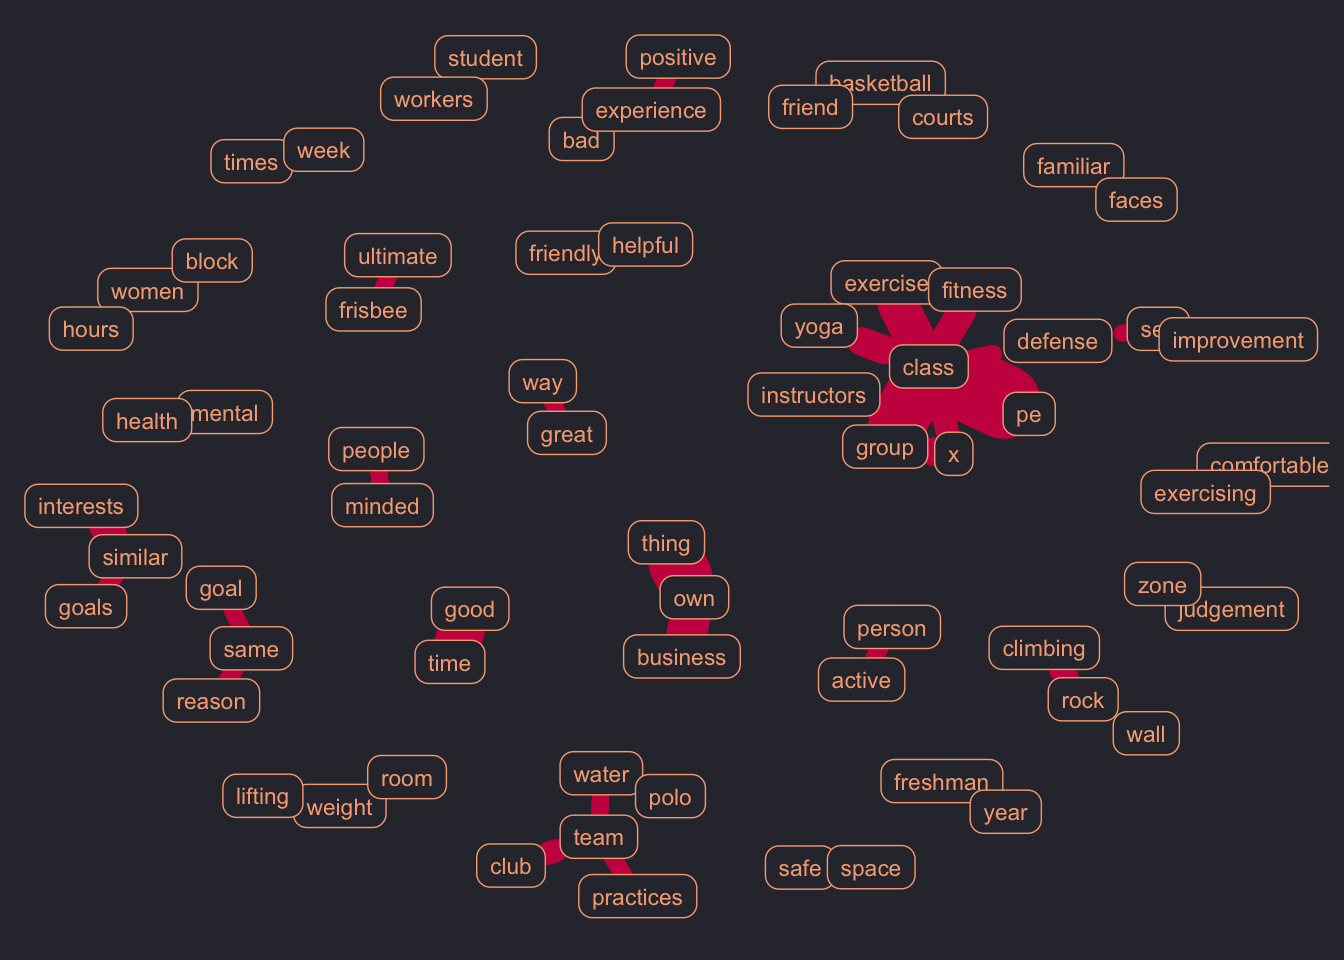 student
workers
positive
experience
bad
basketball
friend
courts
times
week
familiar
faces
block
women
hours
ultimate
frisbee
friendly
helpful
exercise
fitness
yoga
class
defense
improvement
instructors
pe
group
x
way
great
health
mental
people
minded
comfortable
exercising
interests
similar
goals
goal
same
reason
thing
own
business
good
time
zone
judgement
person
active
climbing
rock
wall
lifting
weight
room
water
polo
team
club
practices
freshman
year
safe
space